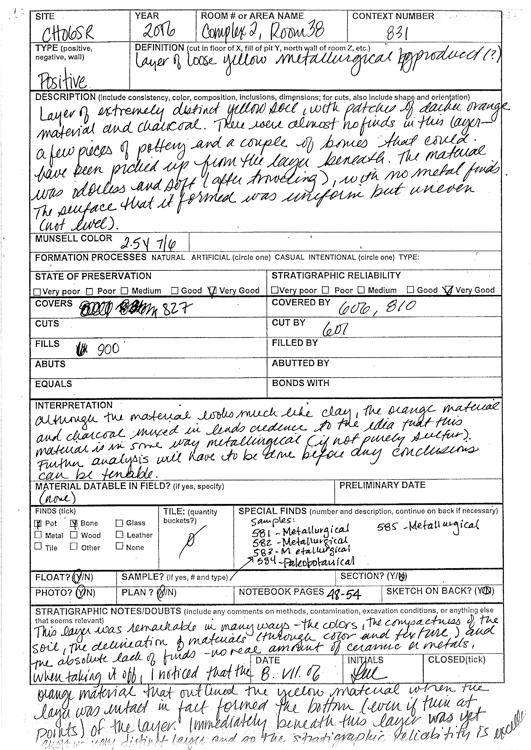 SITE YEAR ROOM # or AREA NAME CONTEXT NUMBER
CH06SR 2006 Complex 2, Room 38 831
TYPE (positive, negative, wall) DEFINITION (cut in floor of X, fill of pit Y, north wall of room Z, etc.)
Positive Layer of loose yellow metallurgical byproduct (?)
DESCRIPTION (include consistency, color, composition, inclusions, dimensions; for cuts, also include shape and orientation)
Layer of extremely distinct yellow soil, with patches of darker orange
material and charcoal. There were almost no finds in this layer -
a few pieces of pottery and a couple of bones that could
have been picked up from the layer beneath. The material
was odorless and soft (after troweling), with no metal finds.
The surface that it formed was uniform but uneven
(not level).
MUNSELL COLOR 2.5Y 7/6
FORMATION PROCESSES NATURAL ARTIFICIAL (circle one) CASUAL INTENTIONAL (circle one) TYPE:
STATE OF PRESERVATION STRATIGRAPHIC RELIABILITY
Very poor Poor Medium Good Very Good Very poor Poor Medium Good Very Good
COVERS 827 COVERED BY 606, 810
CUTS CUT BY 607
FILLS 900 FILLED BY
ABUTS ABUTTED BY
EQUALS BONDS WITH
INTERPRETATION
Although the material looks much like clay, the orange material
and charcoal mixed in lends credence to the idea that this
material is in some way metallurgical (if not purely sulfur).
Further analysis will have to be done before any conclusions
can be tenable.
MATERIAL DATABLE IN FIELD? (if yes, specify) PRELIMINARY DATE
(none)
FINDS (tick) TILE: (quantity buckets?) SPECIAL FINDS (number and description, continue on back if necessary)
Pot Bone Glass
Metal Wood Leather
Tile Other None
Samples:
581 - Metallurgical 585 - Metallurgical
582 - Metallurgical
583 - Metallurgical
584 - Paleobotanical
FLOAT? (Y/N) SAMPLE? (if yes, # and type) SECTION? (Y/N)
PHOTO? (Y/N) PLAN? (Y/N) NOTEBOOK PAGES 48-54 SKETCH ON BACK? (Y/N)
STRATIGRAPHIC NOTES/DOUBTS (include any comments on methods, contamination, excavation conditions, or anything else that seems relevant)
This layer was remarkable in many ways - the colors, the compactness of the
soil, the delineation of materials (through color and texture) and
the absolute lack of finds - no real amount of ceramic or metals.
When taking it off, I noticed that the DATE 8.VII.06 INITIALS CLOSED(tick)
orange material that outlined the yellow material when the
layer was intact in fact formed the bottom (even if thin at
points) of the layer. Immediately beneath this layer was yet
another very distinct layer and so the stratigraphic reliability is